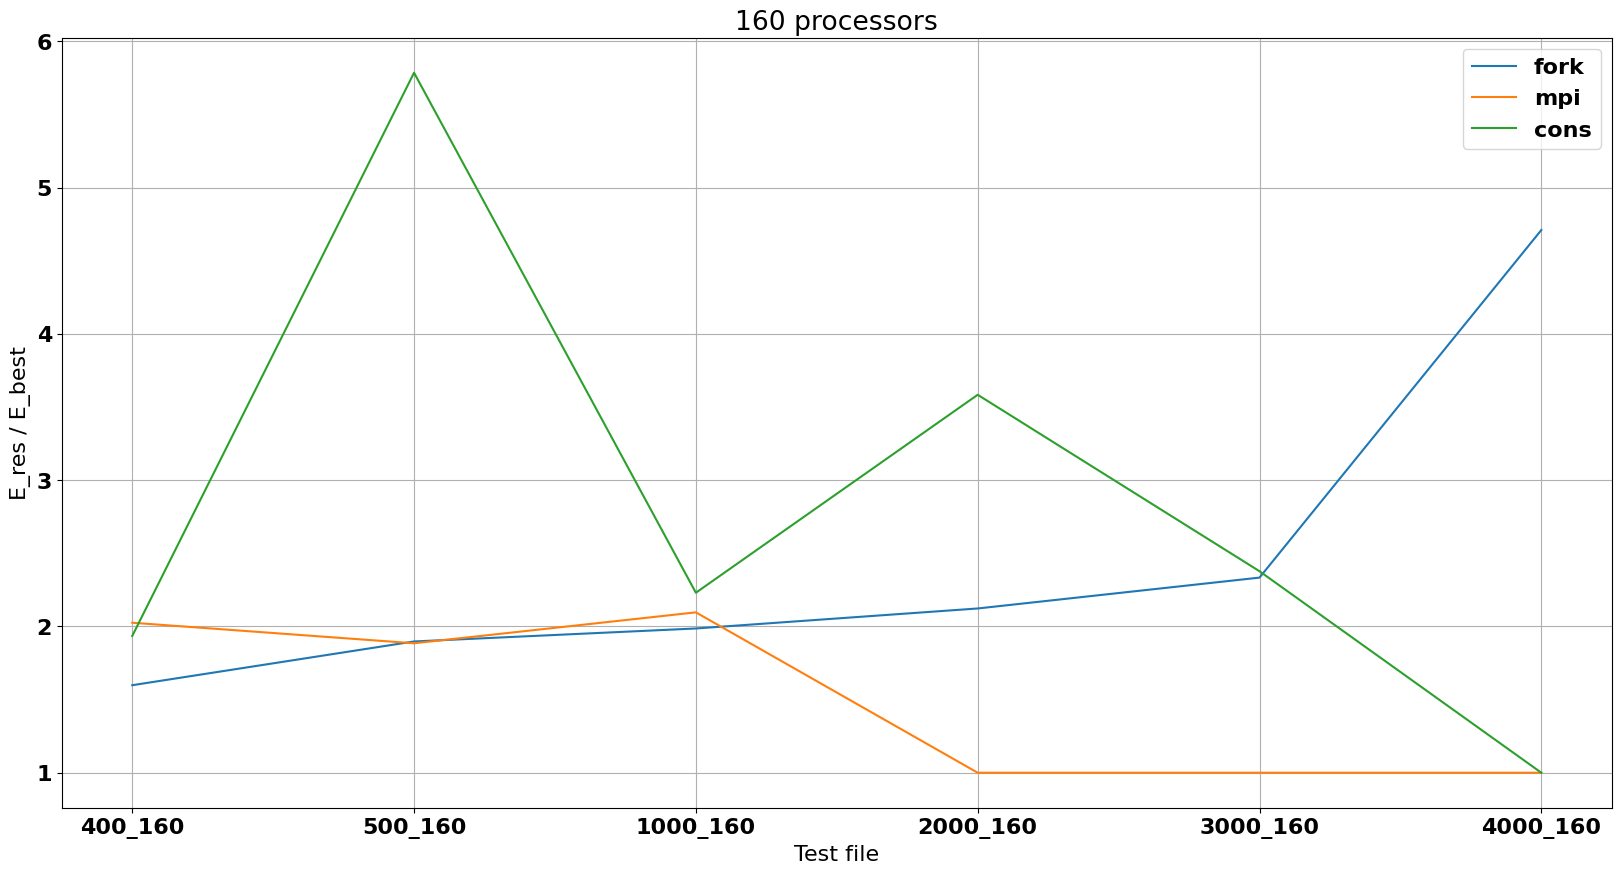 160 processors
6
5
4
3
2
1
E_res / E_best
fork
mpi
cons
400_160 500_160 1000_160 2000_160 3000_160 4000_160
Test file